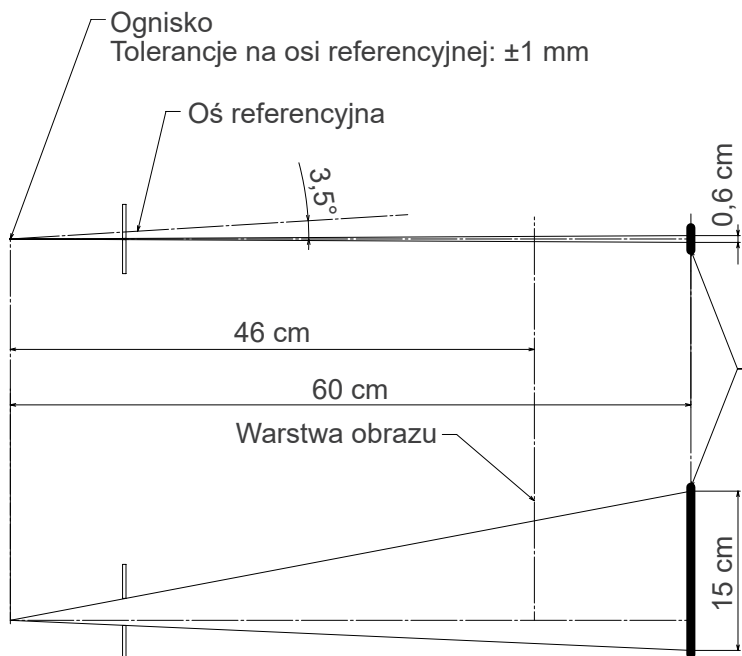 Ognisko
Tolerancje na osi referencyjnej: ±1 mm
Oś referencyjna
3,5°
0,6 cm
46 cm
60 cm
Warstwa obrazu
15 cm